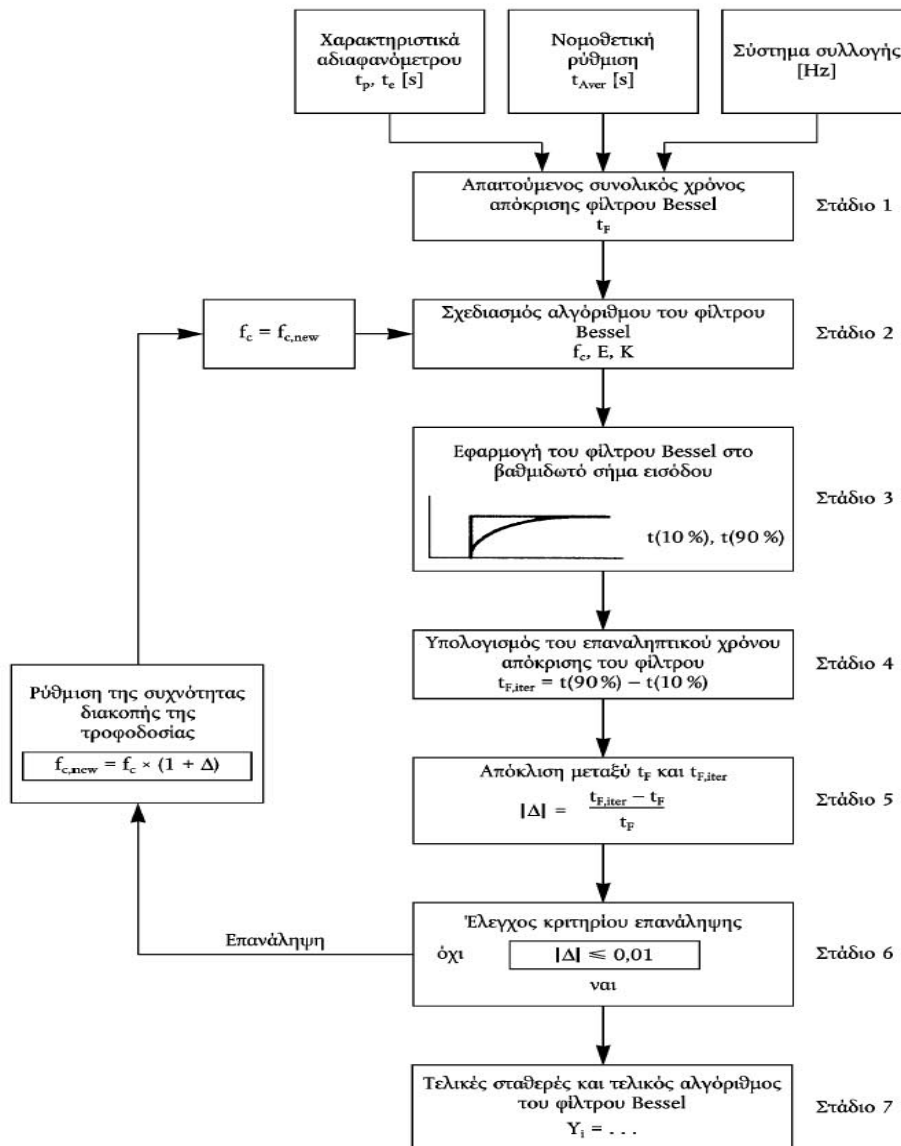 Χαρακτηριστικά
αδιαφανόμετρου
t_p, t_e [s]
Νομοθετική
ρύθμιση
t_Aver [s]
Σύστημα συλλογής
[Hz]
Απαιτούμενος συνολικός χρόνος
απόκρισης φίλτρου Bessel
t_F
Στάδιο 1
f_c = f_c,new
Σχεδιασμός αλγόριθμου του φίλτρου
Bessel
f_c, E, K
Στάδιο 2
Εφαρμογή του φίλτρου Bessel στο
βαθμιδωτό σήμα εισόδου
t(10 %), t(90 %)
Στάδιο 3
Υπολογισμός του επαναληπτικού χρόνου
απόκρισης του φίλτρου
t_F,iter = t(90 %) – t(10 %)
Στάδιο 4
Ρύθμιση της συχνότητας
διακοπής της
τροφοδοσίας
f_c,new = f_c × (1 + Δ)
Απόκλιση μεταξύ t_F και t_F,iter
|Δ| = (t_F,iter – t_F) / t_F
Στάδιο 5
Έλεγχος κριτηρίου επανάληψης
Επανάληψη
όχι
|Δ| ≤ 0,01
ναι
Στάδιο 6
Τελικές σταθερές και τελικός αλγόριθμος
του φίλτρου Bessel
Y_i = . . .
Στάδιο 7